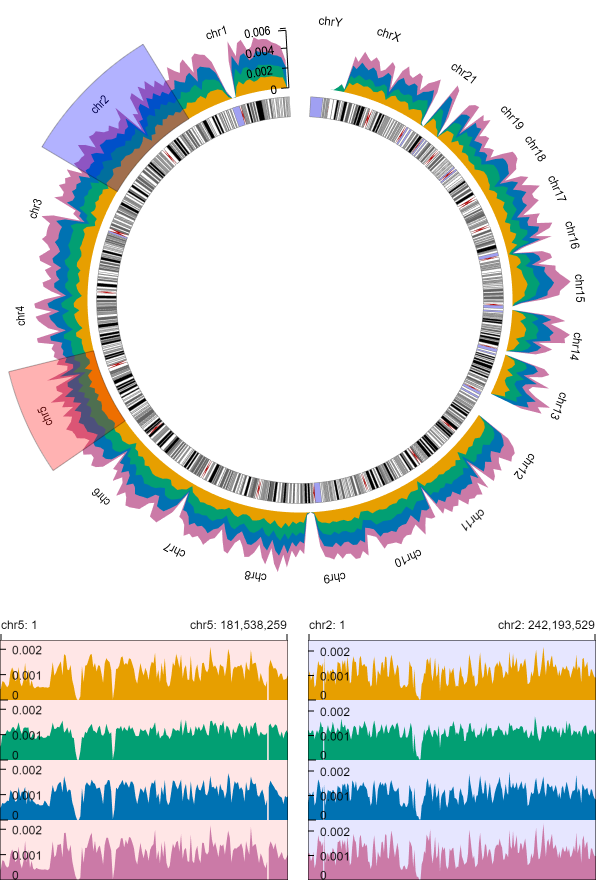 chr1
0.006
0.004
0.002
0
chrY
chrX
chr21
chr19
chr18
chr17
chr16
chr15
chr14
chr13
chr12
chr11
chr10
chr9
chr8
chr7
chr6
chr5
chr4
chr3
chr2
chr5: 1
chr5: 181,538,259
chr2: 1
chr2: 242,193,529
0.002
0.001
0
0.002
0.001
0
0.002
0.001
0
0.002
0.001
0
0.002
0.001
0
0.002
0.001
0
0.002
0.001
0
0.002
0.001
0